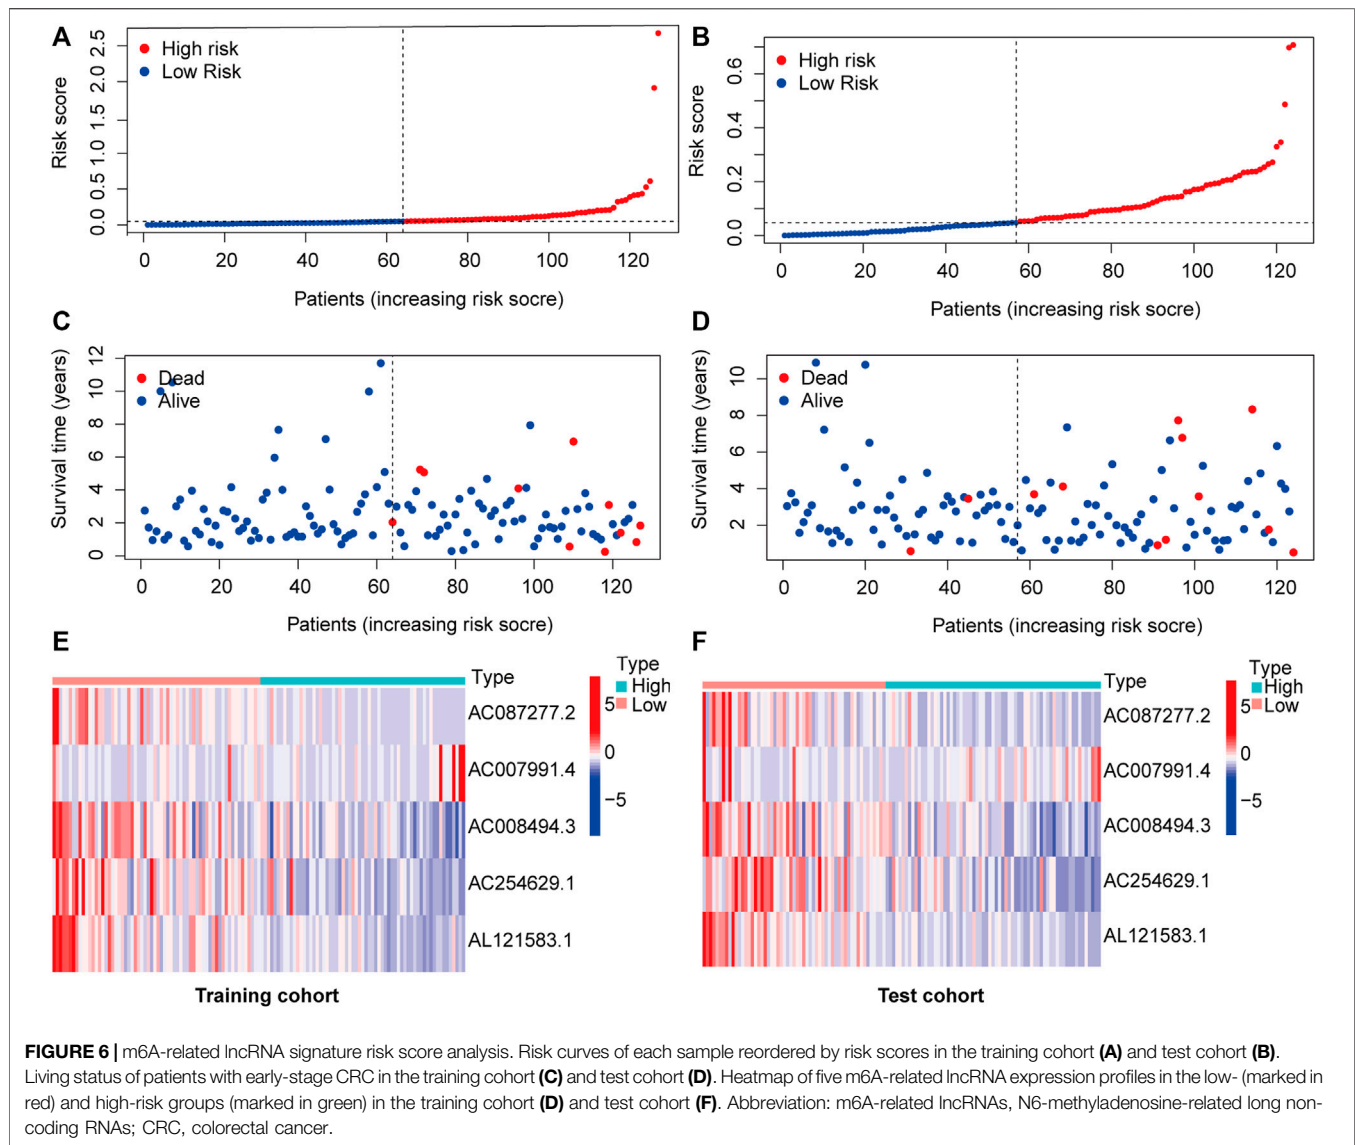 A
High risk
Low Risk
Risk score
0.0 0.5 1.0 1.5 2.0 2.5
0 20 40 60 80 100 120
Patients (increasing risk socre)
B
High risk
Low Risk
Risk score
0.0 0.2 0.4 0.6
0 20 40 60 80 100 120
Patients (increasing risk socre)
C
Dead
Alive
Survival time (years)
0 2 4 6 8 10 12
0 20 40 60 80 100 120
Patients (increasing risk socre)
D
Dead
Alive
Survival time (years)
2 4 6 8 10
0 20 40 60 80 100 120
Patients (increasing risk socre)
E
Type
AC087277.2
AC007991.4
AC008494.3
AC254629.1
AL121583.1
5
0
−5
Type
High
Low
Training cohort
F
Type
AC087277.2
AC007991.4
AC008494.3
AC254629.1
AL121583.1
5
0
−5
Type
High
Low
Test cohort
FIGURE 6 | m6A-related lncRNA signature risk score analysis. Risk curves of each sample reordered by risk scores in the training cohort (A) and test cohort (B).
Living status of patients with early-stage CRC in the training cohort (C) and test cohort (D). Heatmap of five m6A-related lncRNA expression profiles in the low- (marked in
red) and high-risk groups (marked in green) in the training cohort (D) and test cohort (F). Abbreviation: m6A-related lncRNAs, N6-methyladenosine-related long non-
coding RNAs; CRC, colorectal cancer.